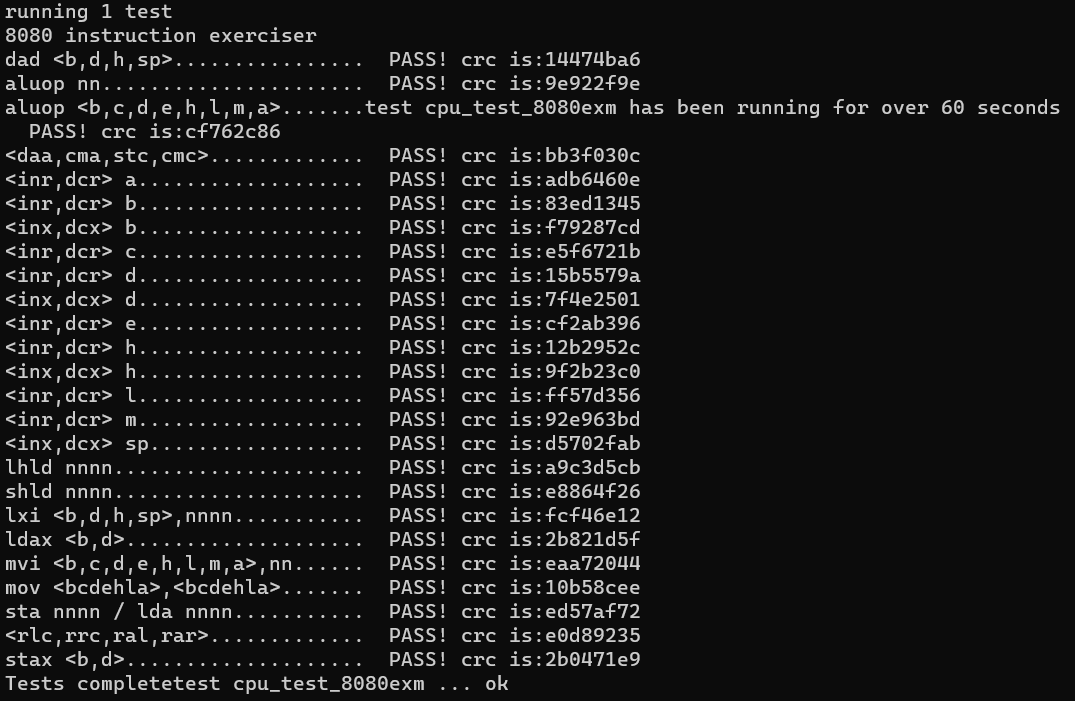 running 1 test
8080 instruction exerciser
dad <b,d,h,sp>................  PASS! crc is:14474ba6
aluop nn......................  PASS! crc is:9e922f9e
aluop <b,c,d,e,h,l,m,a>.......test cpu_test_8080exm has been running for over 60 seconds
  PASS! crc is:cf762c86
<daa,cma,stc,cmc>.............  PASS! crc is:bb3f030c
<inr,dcr> a...................  PASS! crc is:adb6460e
<inr,dcr> b...................  PASS! crc is:83ed1345
<inx,dcx> b...................  PASS! crc is:f79287cd
<inr,dcr> c...................  PASS! crc is:e5f6721b
<inr,dcr> d...................  PASS! crc is:15b5579a
<inx,dcx> d...................  PASS! crc is:7f4e2501
<inr,dcr> e...................  PASS! crc is:cf2ab396
<inr,dcr> h...................  PASS! crc is:12b2952c
<inx,dcx> h...................  PASS! crc is:9f2b23c0
<inr,dcr> l...................  PASS! crc is:ff57d356
<inr,dcr> m...................  PASS! crc is:92e963bd
<inx,dcx> sp..................  PASS! crc is:d5702fab
lhld nnnn.....................  PASS! crc is:a9c3d5cb
shld nnnn.....................  PASS! crc is:e8864f26
lxi <b,d,h,sp>,nnnn...........  PASS! crc is:fcf46e12
ldax <b,d>....................  PASS! crc is:2b821d5f
mvi <b,c,d,e,h,l,m,a>,nn......  PASS! crc is:eaa72044
mov <bcdehla>,<bcdehla>.......  PASS! crc is:10b58cee
sta nnnn / lda nnnn...........  PASS! crc is:ed57af72
<rlc,rrc,ral,rar>.............  PASS! crc is:e0d89235
stax <b,d>....................  PASS! crc is:2b0471e9
Tests completetest cpu_test_8080exm ... ok